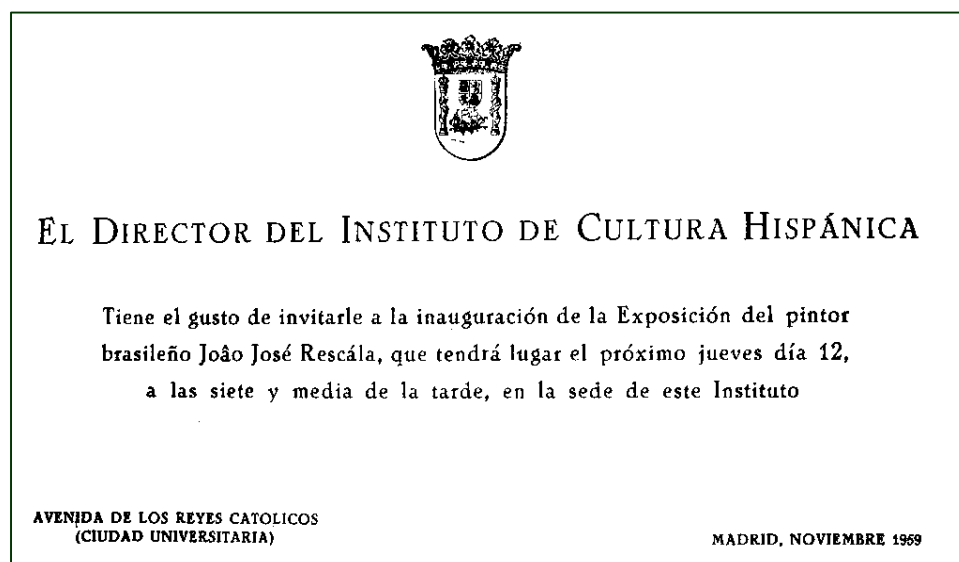 EL DIRECTOR DEL INSTITUTO DE CULTURA HISPÁNICA
Tiene el gusto de invitarle a la inauguración de la Exposición del pintor
brasileño Joâo José Rescála, que tendrá lugar el próximo jueves día 12,
a las siete y media de la tarde, en la sede de este Instituto
AVENIDA DE LOS REYES CATOLICOS
(CIUDAD UNIVERSITARIA)
MADRID, NOVIEMBRE 1959